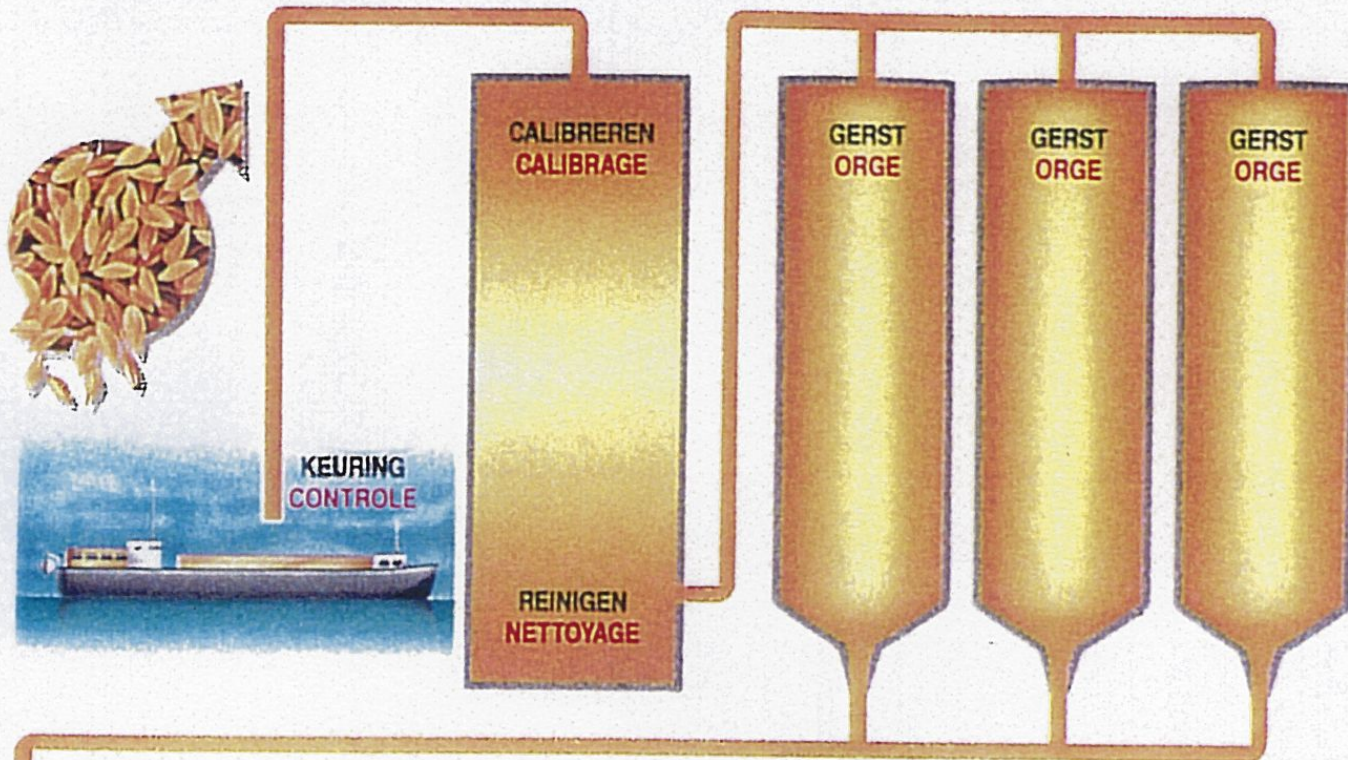 CALIBREREN
CALIBRAGE
GERST
ORGE
GERST
ORGE
GERST
ORGE
KEURING
CONTROLE
REINIGEN
NETTOYAGE